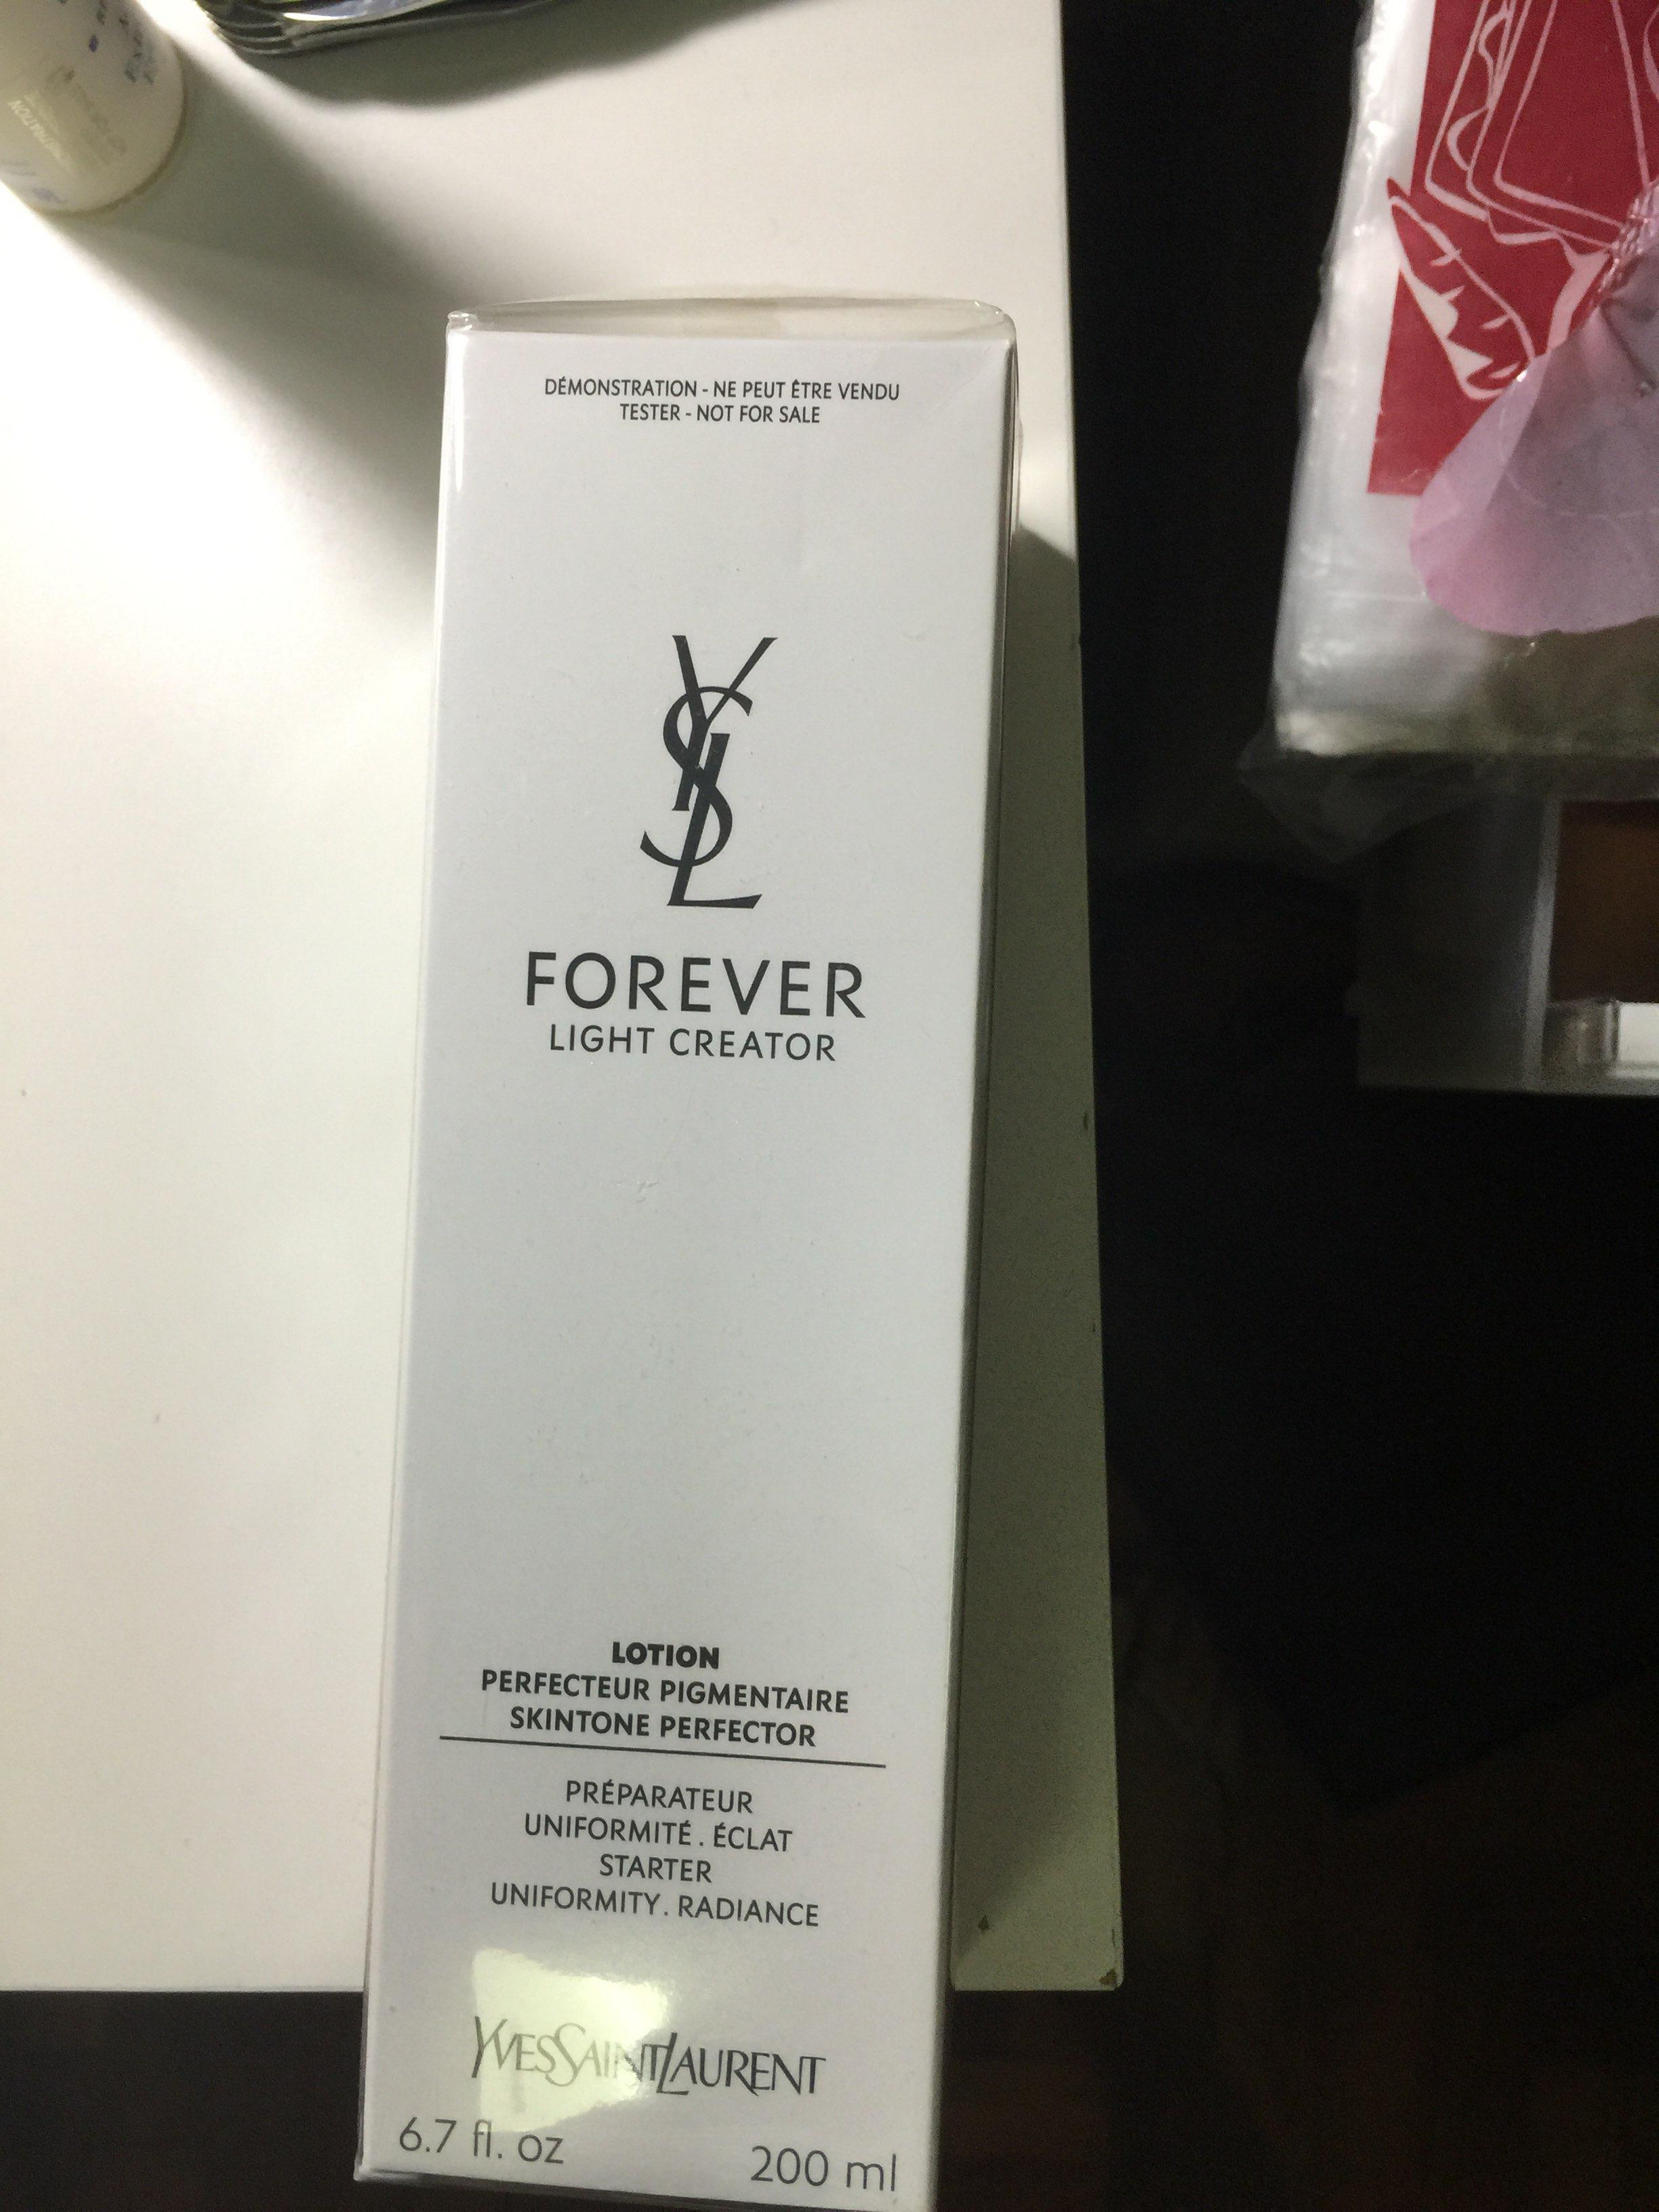 DÉMONSTRATION - NE PEUT ÊTRE VENDU
TESTER - NOT FOR SALE
YSL
FOREVER
LIGHT CREATOR
LOTION
PERFECTEUR PIGMENTAIRE
SKINTONE PERFECTOR
PRÉPARATEUR
UNIFORMITÉ . ÉCLAT
STARTER
UNIFORMITY . RADIANCE
YVESSAINTLAURENT
6.7 fl. oz 200 ml